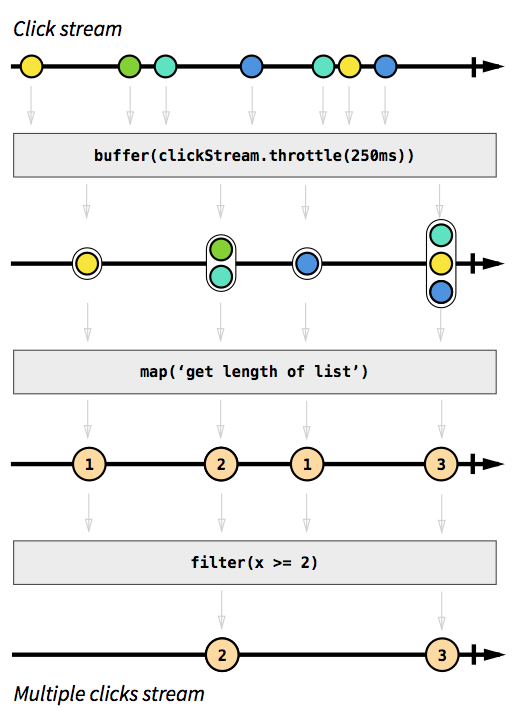 Click stream
buffer(clickStream.throttle(250ms))
map(‘get length of list’)
1 2 1 3
filter(x >= 2)
2 3
Multiple clicks stream